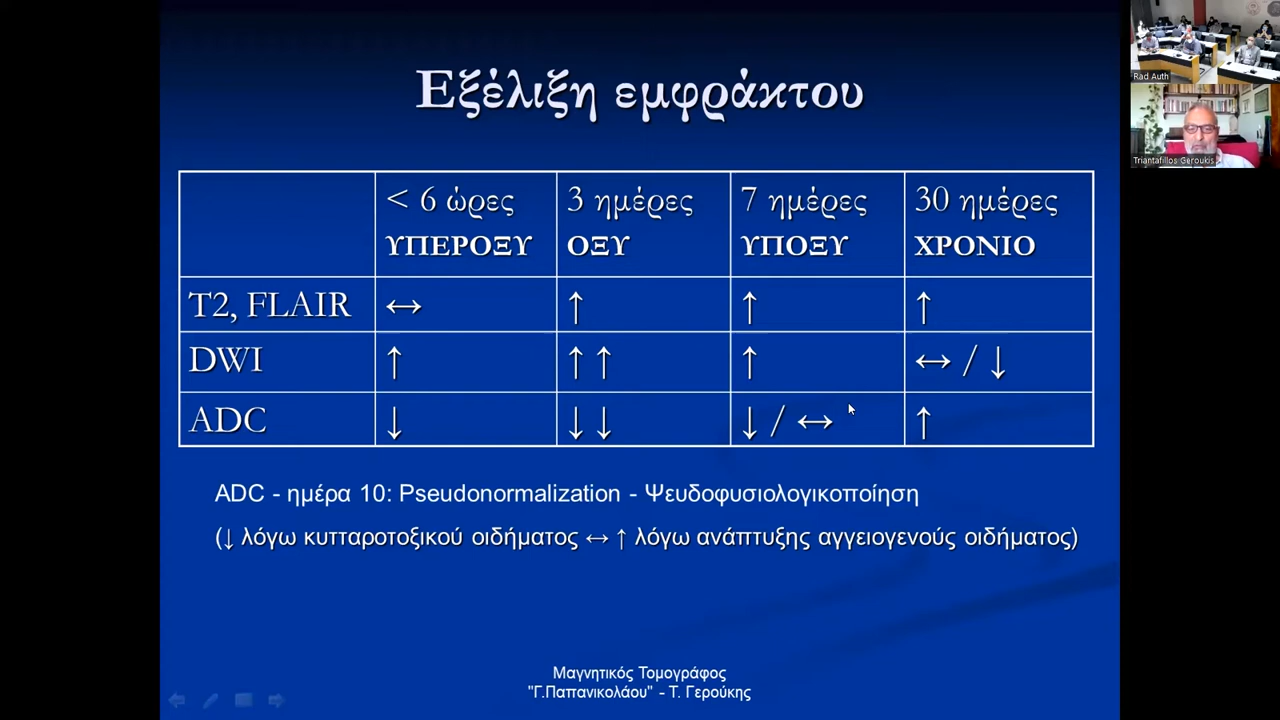 Εξέλιξη εμφράκτου
< 6 ώρες 3 ημέρες 7 ημέρες 30 ημέρες
ΥΠΕΡΟΞΥ ΟΞΥ ΥΠΟΞΥ ΧΡΟΝΙΟ
T2, FLAIR ↔ ↑ ↑ ↑
DWI ↑ ↑↑ ↑ ↔ / ↓
ADC ↓ ↓↓ ↓ / ↔ ↑
ADC - ημέρα 10: Pseudonormalization - Ψευδοφυσιολογικοποίηση
(↓ λόγω κυτταροτοξικού οιδήματος ↔ ↑ λόγω ανάπτυξης αγγειογενούς οιδήματος)
Μαγνητικός Τομογράφος
"Γ.Παπανικολάου" - Τ. Γερούκης
Rad Auth
Triantafillos Geroukis